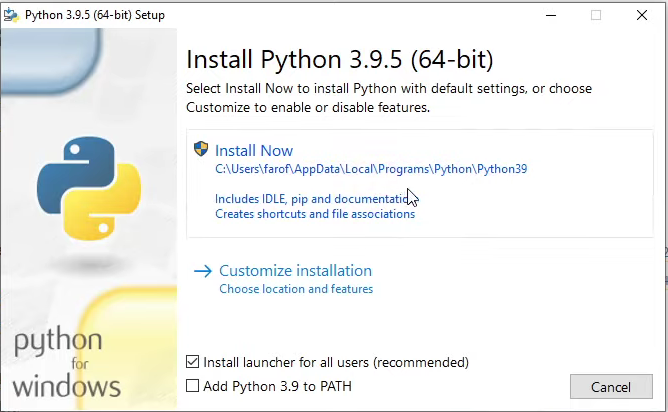 Python 3.9.5 (64-bit) Setup
Install Python 3.9.5 (64-bit)
Select Install Now to install Python with default settings, or choose
Customize to enable or disable features.
Install Now
C:\Users\farof\AppData\Local\Programs\Python\Python39
Includes IDLE, pip and documentation
Creates shortcuts and file associations
Customize installation
Choose location and features
Install launcher for all users (recommended)
Add Python 3.9 to PATH
Cancel
python
for
windows